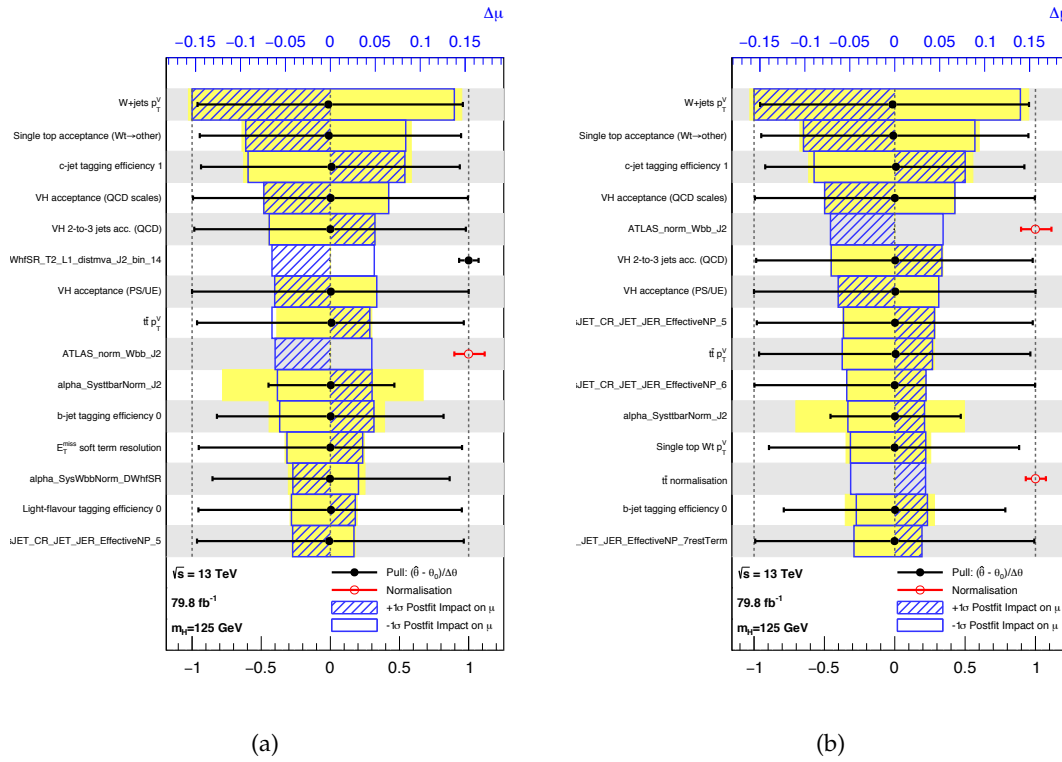 Δμ
−0.15 −0.1 −0.05 0 0.05 0.1 0.15
W+jets p_T^V
Single top acceptance (Wt→other)
c-jet tagging efficiency 1
VH acceptance (QCD scales)
VH 2-to-3 jets acc. (QCD)
WhfSR_T2_L1_distmva_J2_bin_14
VH acceptance (PS/UE)
tt̄ p_T^V
ATLAS_norm_Wbb_J2
alpha_SysttbarNorm_J2
b-jet tagging efficiency 0
E_T^miss soft term resolution
alpha_SysWbbNorm_DWhfSR
Light-flavour tagging efficiency 0
JET_CR_JET_JER_EffectiveNP_5
√s = 13 TeV
79.8 fb⁻¹
m_H=125 GeV
Pull: (θ̂ - θ₀)/Δθ
Normalisation
+1σ Postfit Impact on μ
-1σ Postfit Impact on μ
−1 −0.5 0 0.5 1
(a)
Δμ
−0.15 −0.1 −0.05 0 0.05 0.1 0.15
W+jets p_T^V
Single top acceptance (Wt→other)
c-jet tagging efficiency 1
VH acceptance (QCD scales)
ATLAS_norm_Wbb_J2
VH 2-to-3 jets acc. (QCD)
VH acceptance (PS/UE)
JET_CR_JET_JER_EffectiveNP_5
tt̄ p_T^V
JET_CR_JET_JER_EffectiveNP_6
alpha_SysttbarNorm_J2
Single top Wt p_T^V
tt̄ normalisation
b-jet tagging efficiency 0
_JET_JER_EffectiveNP_7restTerm
√s = 13 TeV
79.8 fb⁻¹
m_H=125 GeV
Pull: (θ̂ - θ₀)/Δθ
Normalisation
+1σ Postfit Impact on μ
-1σ Postfit Impact on μ
−1 −0.5 0 0.5 1
(b)